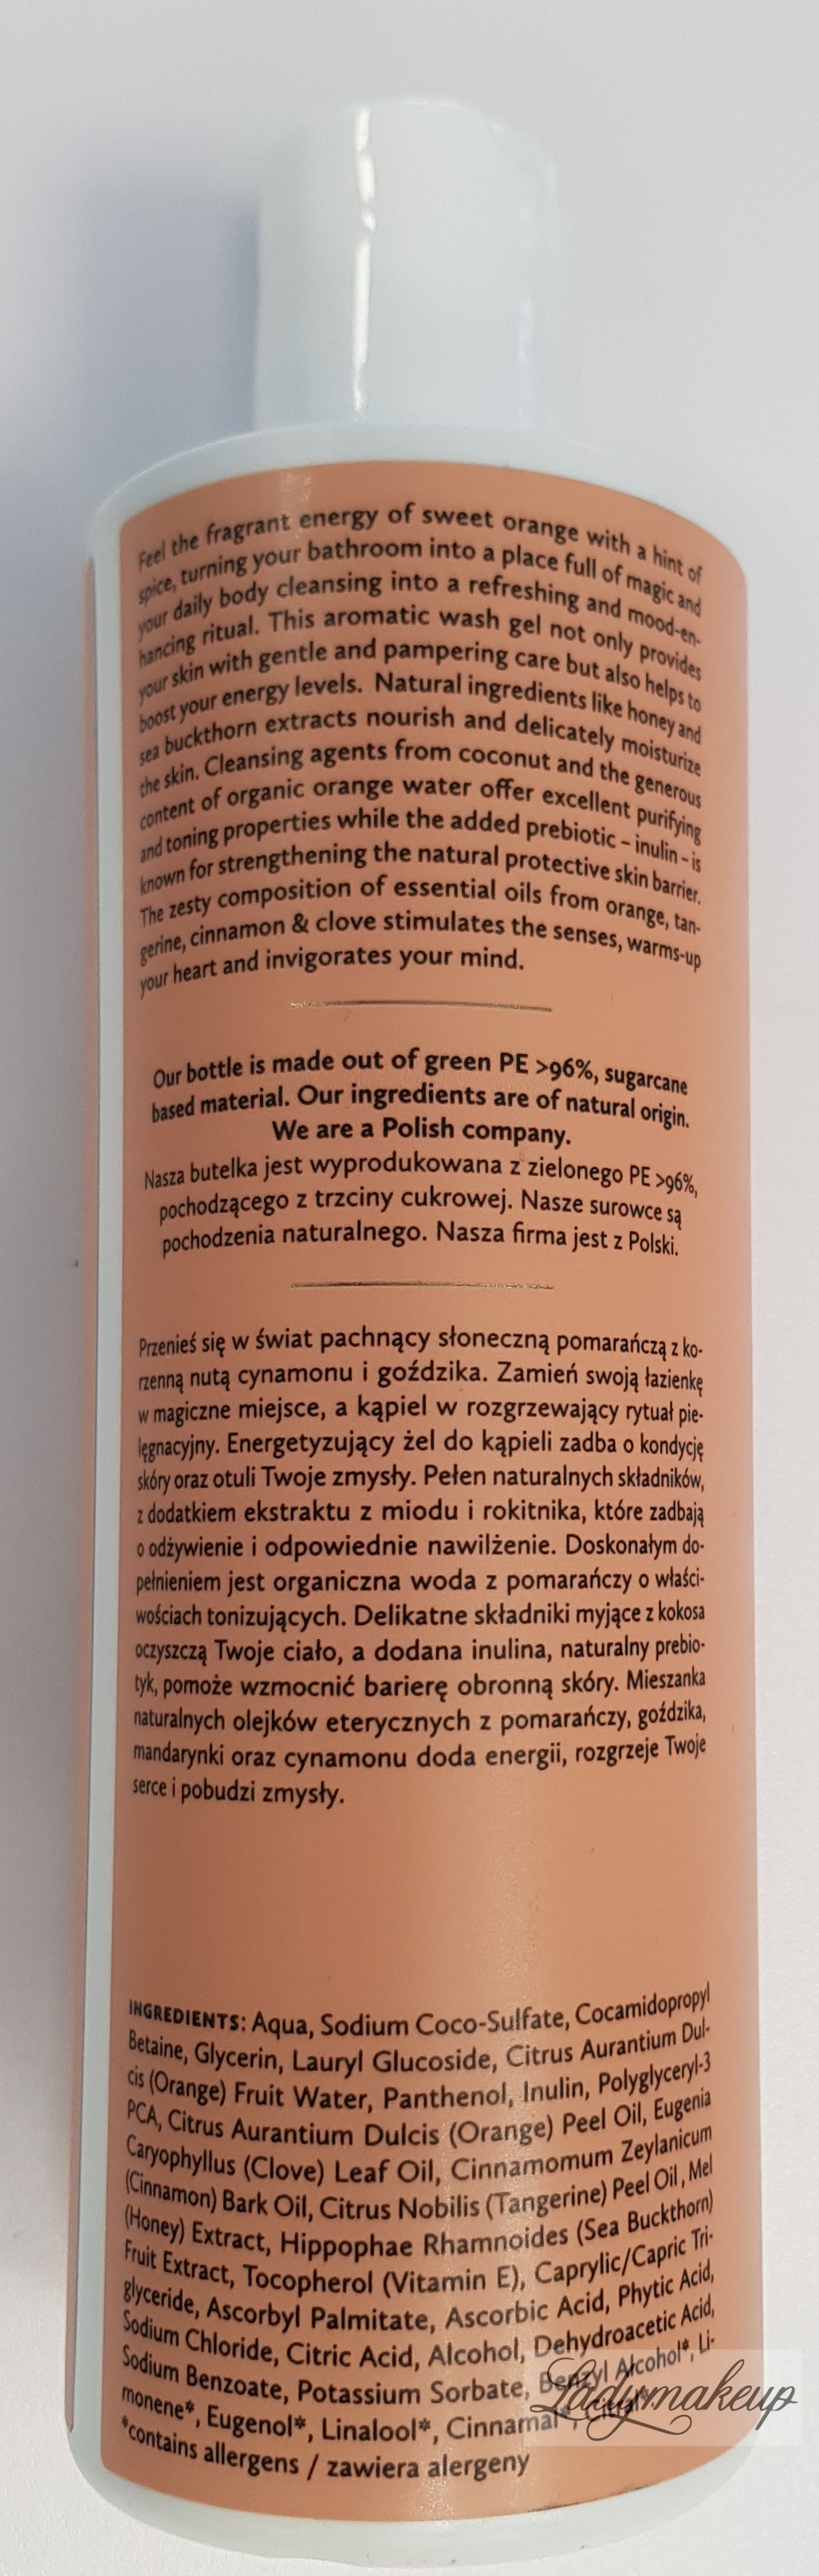 Feel the fragrant energy of sweet orange with a hint of
spice, turning your bathroom into a place full of magic and
your daily body cleansing into a refreshing and mood-en-
hancing ritual. This aromatic wash gel not only provides
your skin with gentle and pampering care but also helps to
boost your energy levels. Natural ingredients like honey and
sea buckthorn extracts nourish and delicately moisturize
the skin. Cleansing agents from coconut and the generous
content of organic orange water offer excellent purifying
and toning properties while the added prebiotic – inulin – is
known for strengthening the natural protective skin barrier.
The zesty composition of essential oils from orange, tan-
gerine, cinnamon & clove stimulates the senses, warms-up
your heart and invigorates your mind.
Our bottle is made out of green PE >96%, sugarcane
based material. Our ingredients are of natural origin.
We are a Polish company.
Nasza butelka jest wyprodukowana z zielonego PE >96%,
pochodzącego z trzciny cukrowej. Nasze surowce są
pochodzenia naturalnego. Nasza firma jest z Polski.
Przenieś się w świat pachnący słoneczną pomarańczą z ko-
rzenną nutą cynamonu i goździka. Zamień swoją łazienkę
w magiczne miejsce, a kąpiel w rozgrzewający rytuał pie-
lęgnacyjny. Energetyzujący żel do kąpieli zadba o kondycję
skóry oraz otuli Twoje zmysły. Pełen naturalnych składników,
z dodatkiem ekstraktu z miodu i rokitnika, które zadbają
o odżywienie i odpowiednie nawilżenie. Doskonałym do-
pełnieniem jest organiczna woda z pomarańczy o właści-
wościach tonizujących. Delikatne składniki myjące z kokosa
oczyszczą Twoje ciało, a dodana inulina, naturalny prebio-
tyk, pomoże wzmocnić barierę obronną skóry. Mieszanka
naturalnych olejków eterycznych z pomarańczy, goździka,
mandarynki oraz cynamonu doda energii, rozgrzeje Twoje
serce i pobudzi zmysły.
INGREDIENTS: Aqua, Sodium Coco-Sulfate, Cocamidopropyl
Betaine, Glycerin, Lauryl Glucoside, Citrus Aurantium Dul-
cis (Orange) Fruit Water, Panthenol, Inulin, Polyglyceryl-3
PCA, Citrus Aurantium Dulcis (Orange) Peel Oil, Eugenia
Caryophyllus (Clove) Leaf Oil, Cinnamomum Zeylanicum
(Cinnamon) Bark Oil, Citrus Nobilis (Tangerine) Peel Oil, Mel
(Honey) Extract, Hippophae Rhamnoides (Sea Buckthorn)
Fruit Extract, Tocopherol (Vitamin E), Caprylic/Capric Tri-
glyceride, Ascorbyl Palmitate, Ascorbic Acid, Phytic Acid,
Sodium Chloride, Citric Acid, Alcohol, Dehydroacetic Acid,
Sodium Benzoate, Potassium Sorbate, Benzyl Alcohol*, Li-
monene*, Eugenol*, Linalool*, Cinnamal*,
*contains allergens / zawiera alergeny
Ladymakeup